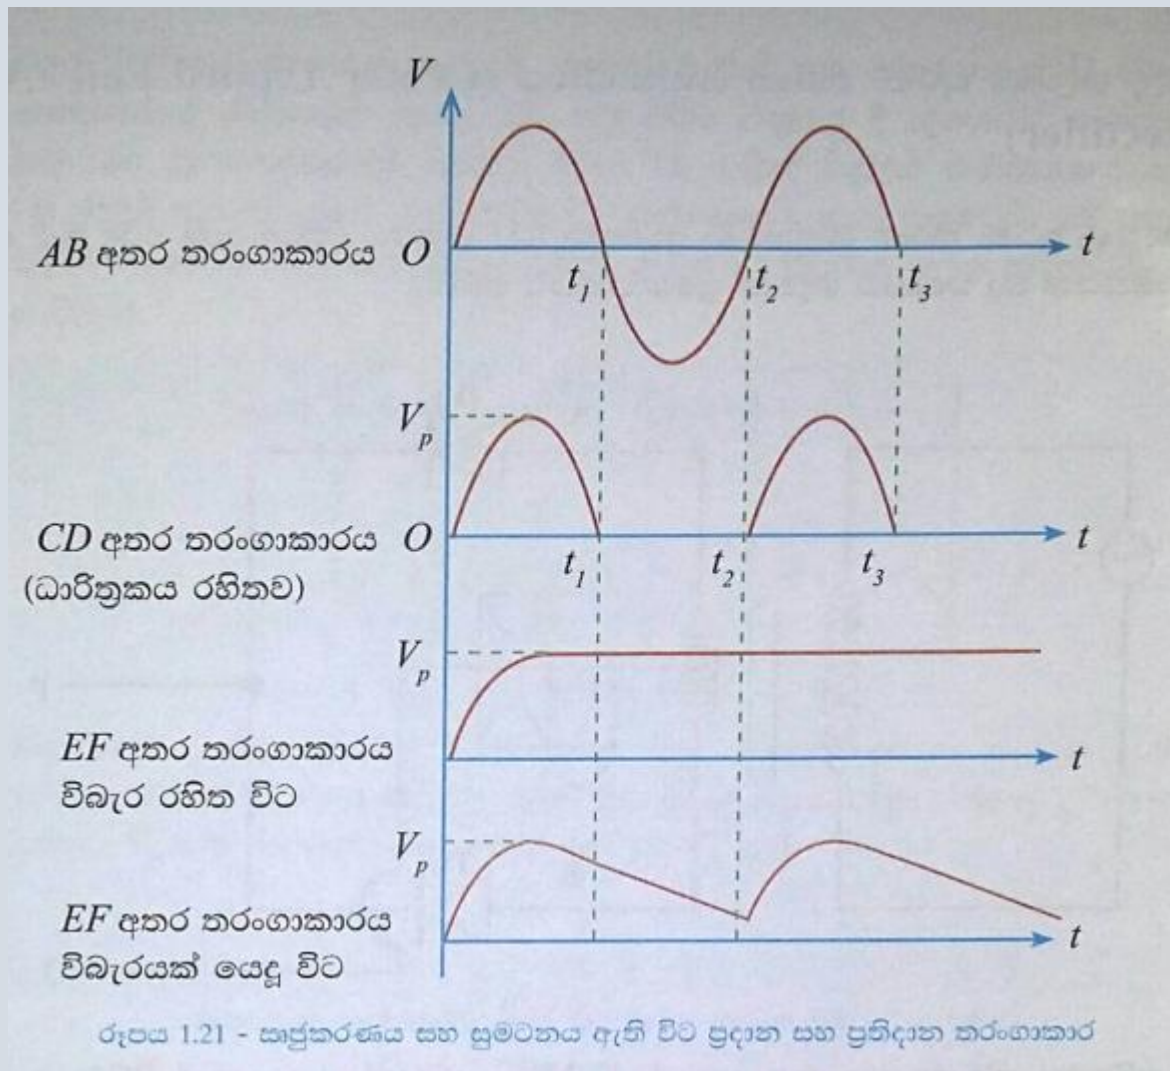 V
AB අතර තරංගාකාරය O t
t1 t2 t3
Vp
CD අතර තරංගාකාරය O t
(ධාරිත්‍රකය රහිතව) t1 t2 t3
Vp
EF අතර තරංගාකාරය t
විබැර රහිත විට
Vp
EF අතර තරංගාකාරය t
විබැරයක් යෙදූ විට
රූපය 1.21 - සෘජුකරණය සහ සුමටනය ඇති විට ප්‍රදාන සහ ප්‍රතිදාන තරංගාකාර